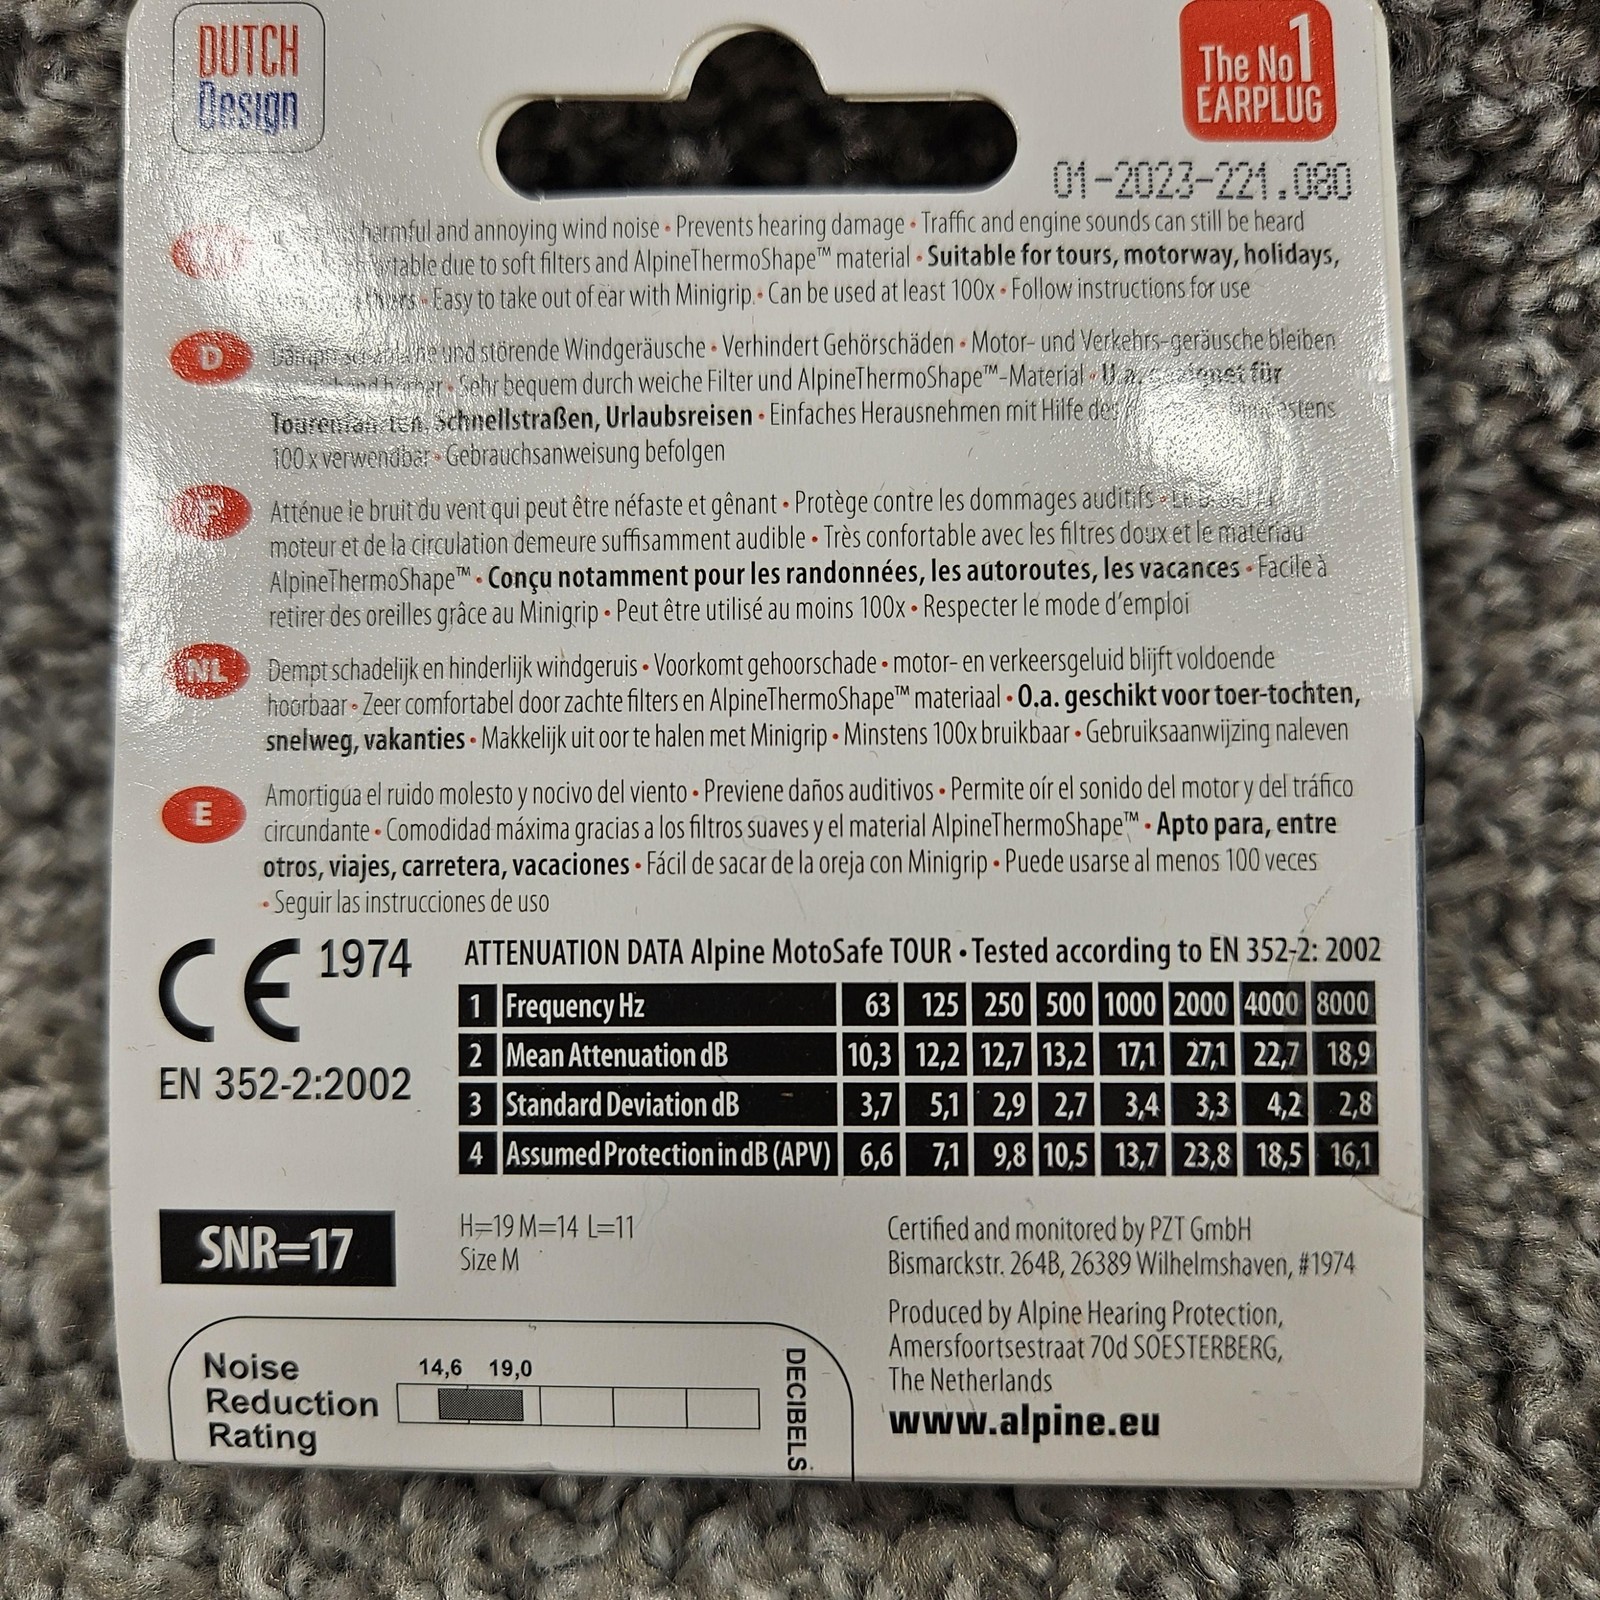 DUTCH
Design
The No 1
EARPLUG
01-2023-221.080
harmful and annoying wind noise • Prevents hearing damage • Traffic and engine sounds can still be heard
due to soft filters and AlpineThermoShape™ material • Suitable for tours, motorway, holidays,
• Easy to take out of ear with Minigrip • Can be used at least 100x • Follow instructions for use
D
und störende Windgeräusche • Verhindert Gehörschäden • Motor- und Verkehrs-geräusche bleiben
• Sehr bequem durch weiche Filter und AlpineThermoShape™-Material • U.a. geeignet für
Tourenfahrten, Schnellstraßen, Urlaubsreisen • Einfaches Herausnehmen mit Hilfe des
100 x verwendbar • Gebrauchsanweisung befolgen
F
Atténue le bruit du vent qui peut être néfaste et gênant • Protège contre les dommages auditifs •
moteur et de la circulation demeure suffisamment audible • Très confortable avec les filtres doux et le matériau
AlpineThermoShape™ • Conçu notamment pour les randonnées, les autoroutes, les vacances • Facile à
retirer des oreilles grâce au Minigrip • Peut être utilisé au moins 100x • Respecter le mode d'emploi
NL
Dempt schadelijk en hinderlijk windgeruis • Voorkomt gehoorschade • motor- en verkeersgeluid blijft voldoende
hoorbaar • Zeer comfortabel door zachte filters en AlpineThermoShape™ materiaal • O.a. geschikt voor toer-tochten,
snelweg, vakanties • Makkelijk uit oor te halen met Minigrip • Minstens 100x bruikbaar • Gebruiksaanwijzing naleven
E
Amortigua el ruido molesto y nocivo del viento • Previene daños auditivos • Permite oír el sonido del motor y del tráfico
circundante • Comodidad máxima gracias a los filtros suaves y el material AlpineThermoShape™ • Apto para, entre
otros, viajes, carretera, vacaciones • Fácil de sacar de la oreja con Minigrip • Puede usarse al menos 100 veces
• Seguir las instrucciones de uso
CE 1974
EN 352-2:2002
ATTENUATION DATA Alpine MotoSafe TOUR • Tested according to EN 352-2: 2002
1 Frequency Hz 63 125 250 500 1000 2000 4000 8000
2 Mean Attenuation dB 10,3 12,2 12,7 13,2 17,1 27,1 22,7 18,9
3 Standard Deviation dB 3,7 5,1 2,9 2,7 3,4 3,3 4,2 2,8
4 Assumed Protection in dB (APV) 6,6 7,1 9,8 10,5 13,7 23,8 18,5 16,1
SNR=17
H=19 M=14 L=11
Size M
Certified and monitored by PZT GmbH
Bismarckstr. 264B, 26389 Wilhelmshaven, #1974
Produced by Alpine Hearing Protection,
Amersfoortsestraat 70d SOESTERBERG,
The Netherlands
www.alpine.eu
Noise
Reduction
Rating
14,6 19,0
DECIBELS